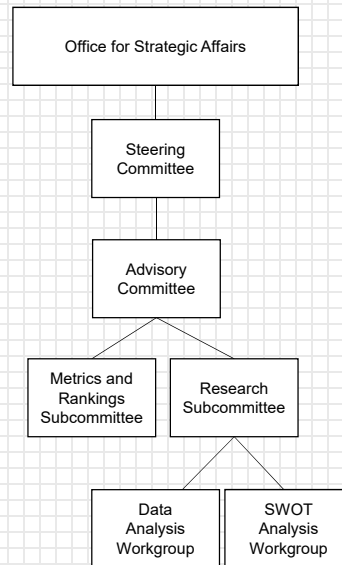 Office for Strategic Affairs
Steering
Committee
Advisory
Committee
Metrics and
Rankings
Subcommittee
Research
Subcommittee
Data
Analysis
Workgroup
SWOT
Analysis
Workgroup